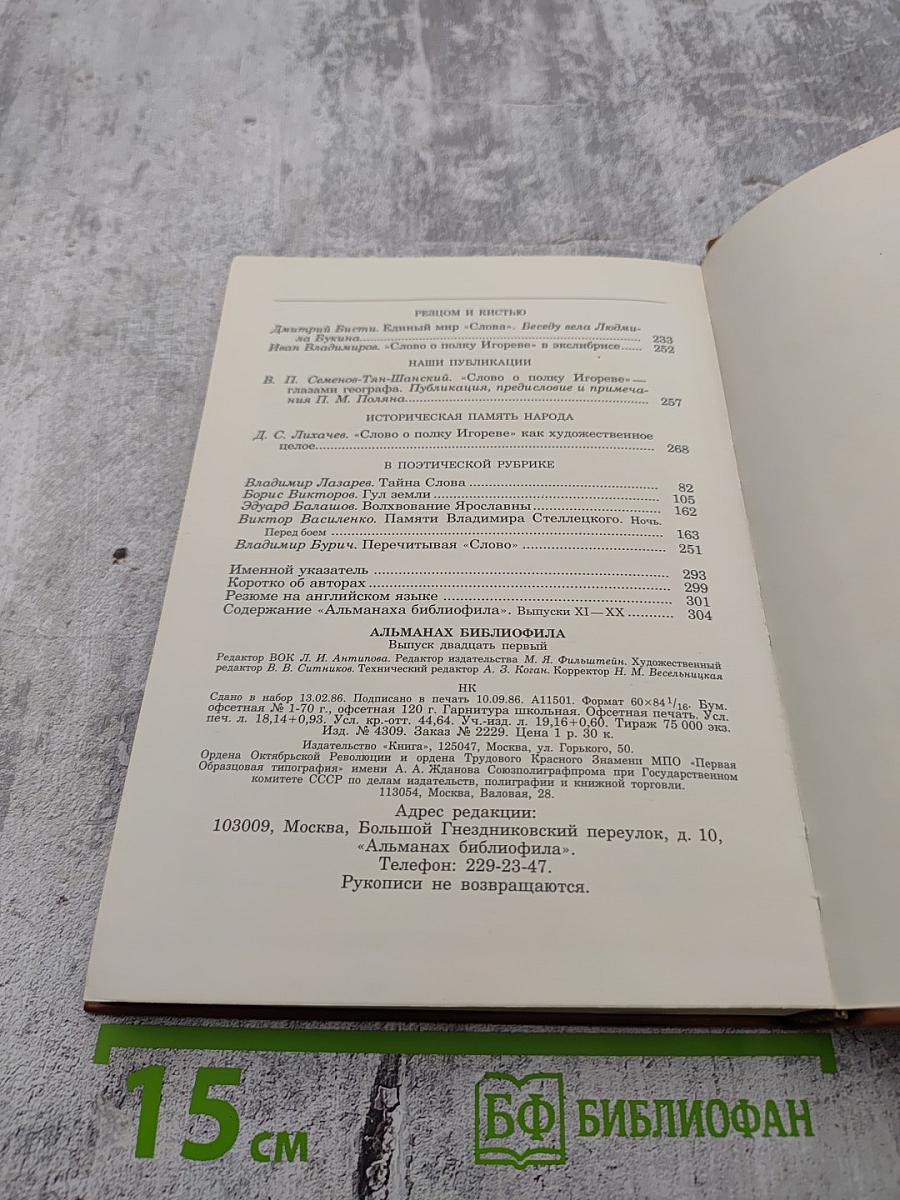 РЕЗЦОМ И КИСТЬЮ
Дмитрий Бисти. Единый мир «Слова». Беседу вела Людми-
ла Букина 233
Иван Владимиров. «Слово о полку Игореве» в экслибрисе 252
НАШИ ПУБЛИКАЦИИ
В. П. Семенов-Тян-Шанский. «Слово о полку Игореве» —
глазами географа. Публикация, предисловие и примеча-
ния П. М. Поляна 257
ИСТОРИЧЕСКАЯ ПАМЯТЬ НАРОДА
Д. С. Лихачев. «Слово о полку Игореве» как художественное
целое 268
В ПОЭТИЧЕСКОЙ РУБРИКЕ
Владимир Лазарев. Тайна Слова 82
Борис Викторов. Гул земли 105
Эдуард Балашов. Волхвование Ярославны 162
Виктор Василенко. Памяти Владимира Стеллецкого. Ночь.
Перед боем 163
Владимир Бурич. Перечитывая «Слово» 251
Именной указатель 293
Коротко об авторах 299
Резюме на английском языке 301
Содержание «Альманаха библиофила». Выпуски XI—XX 304
АЛЬМАНАХ БИБЛИОФИЛА
Выпуск двадцать первый
Редактор ВОК Л. И. Антипова. Редактор издательства М. Я. Фильштейн. Художественный
редактор В. В. Ситников. Технический редактор А. З. Коган. Корректор Н. М. Весельницкая
НК
Сдано в набор 13.02.86. Подписано в печать 10.09.86. А11501. Формат 60×84 1/16. Бум.
офсетная № 1-70 г., офсетная 120 г. Гарнитура школьная. Офсетная печать. Усл.
печ. л. 18,14+0,93. Усл. кр.-отт. 44,64. Уч.-изд. л. 19,16+0,60. Тираж 75 000 экз.
Изд. № 4309. Заказ № 2229. Цена 1 р. 30 к.
Издательство «Книга», 125047, Москва, ул. Горького, 50.
Ордена Октябрьской Революции и ордена Трудового Красного Знамени МПО «Первая
Образцовая типография» имени А. А. Жданова Союзполиграфпрома при Государственном
комитете СССР по делам издательств, полиграфии и книжной торговли.
113054, Москва, Валовая, 28.
Адрес редакции:
103009, Москва, Большой Гнездниковский переулок, д. 10,
«Альманах библиофила».
Телефон: 229-23-47.
Рукописи не возвращаются.
15 см
БФ БИБЛИОФАН